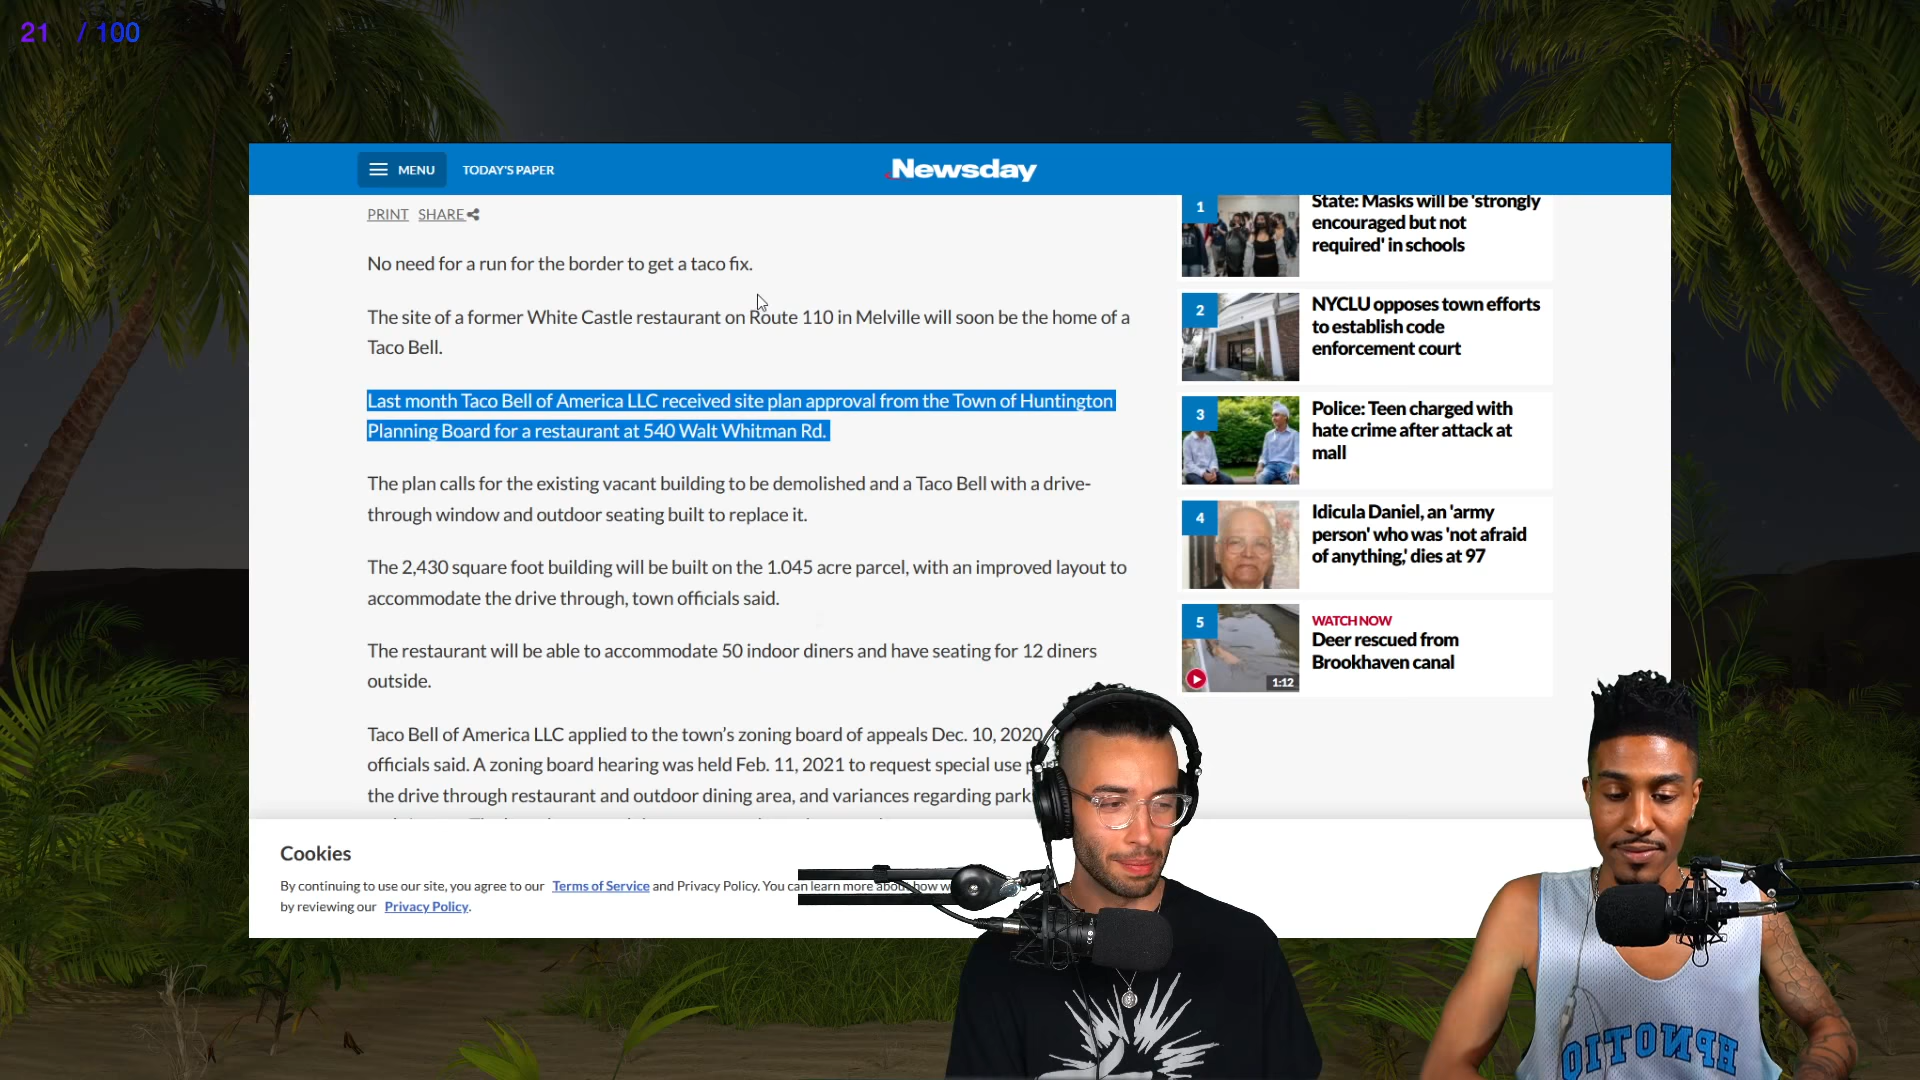 21 / 100
MENU
TODAY'S PAPER
Newsday
PRINT SHARE
No need for a run for the border to get a taco fix.
The site of a former White Castle restaurant on Route 110 in Melville will soon be the home of a
Taco Bell.
Last month Taco Bell of America LLC received site plan approval from the Town of Huntington
Planning Board for a restaurant at 540 Walt Whitman Rd.
The plan calls for the existing vacant building to be demolished and a Taco Bell with a drive-
through window and outdoor seating built to replace it.
The 2,430 square foot building will be built on the 1.045 acre parcel, with an improved layout to
accommodate the drive through, town officials said.
The restaurant will be able to accommodate 50 indoor diners and have seating for 12 diners
outside.
Taco Bell of America LLC applied to the town's zoning board of appeals Dec. 10, 2020,
officials said. A zoning board hearing was held Feb. 11, 2021 to request special use
the drive through restaurant and outdoor dining area, and variances regarding
1
State: Masks will be 'strongly
encouraged but not
required' in schools
2
NYCLU opposes town efforts
to establish code
enforcement court
3
Police: Teen charged with
hate crime after attack at
mall
4
Idicula Daniel, an 'army
person' who was 'not afraid
of anything,' dies at 97
5
WATCH NOW
Deer rescued from
Brookhaven canal
1:12
Cookies
By continuing to use our site, you agree to our Terms of Service and Privacy Policy. You can learn more about how
by reviewing our Privacy Policy.
HPNOTIQ